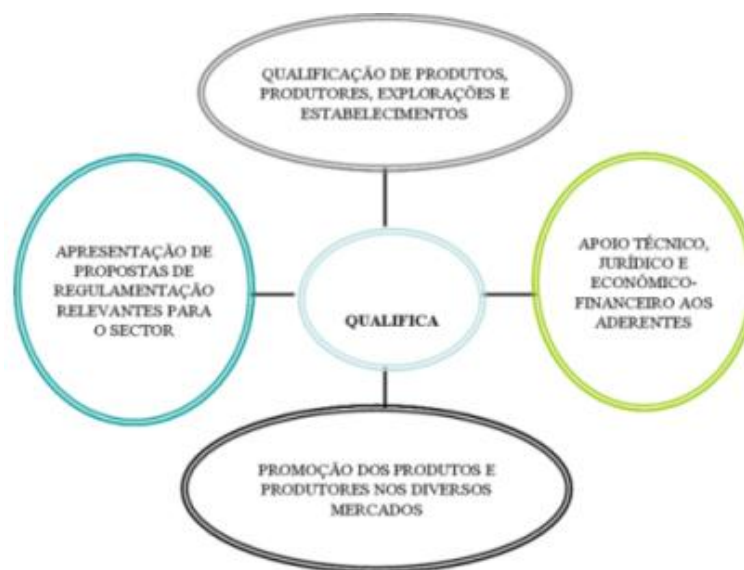 QUALIFICAÇÃO DE PRODUTOS,
PRODUTORES, EXPLORAÇÕES E
ESTABELECIMENTOS
APRESENTAÇÃO DE
PROPOSTAS DE
REGULAMENTAÇÃO
RELEVANTES PARA
O SECTOR
QUALIFICA
APOIO TÉCNICO,
JURÍDICO E
ECONÓMICO-
FINANCEIRO AOS
ADERENTES
PROMOÇÃO DOS PRODUTOS E
PRODUTORES NOS DIVERSOS
MERCADOS